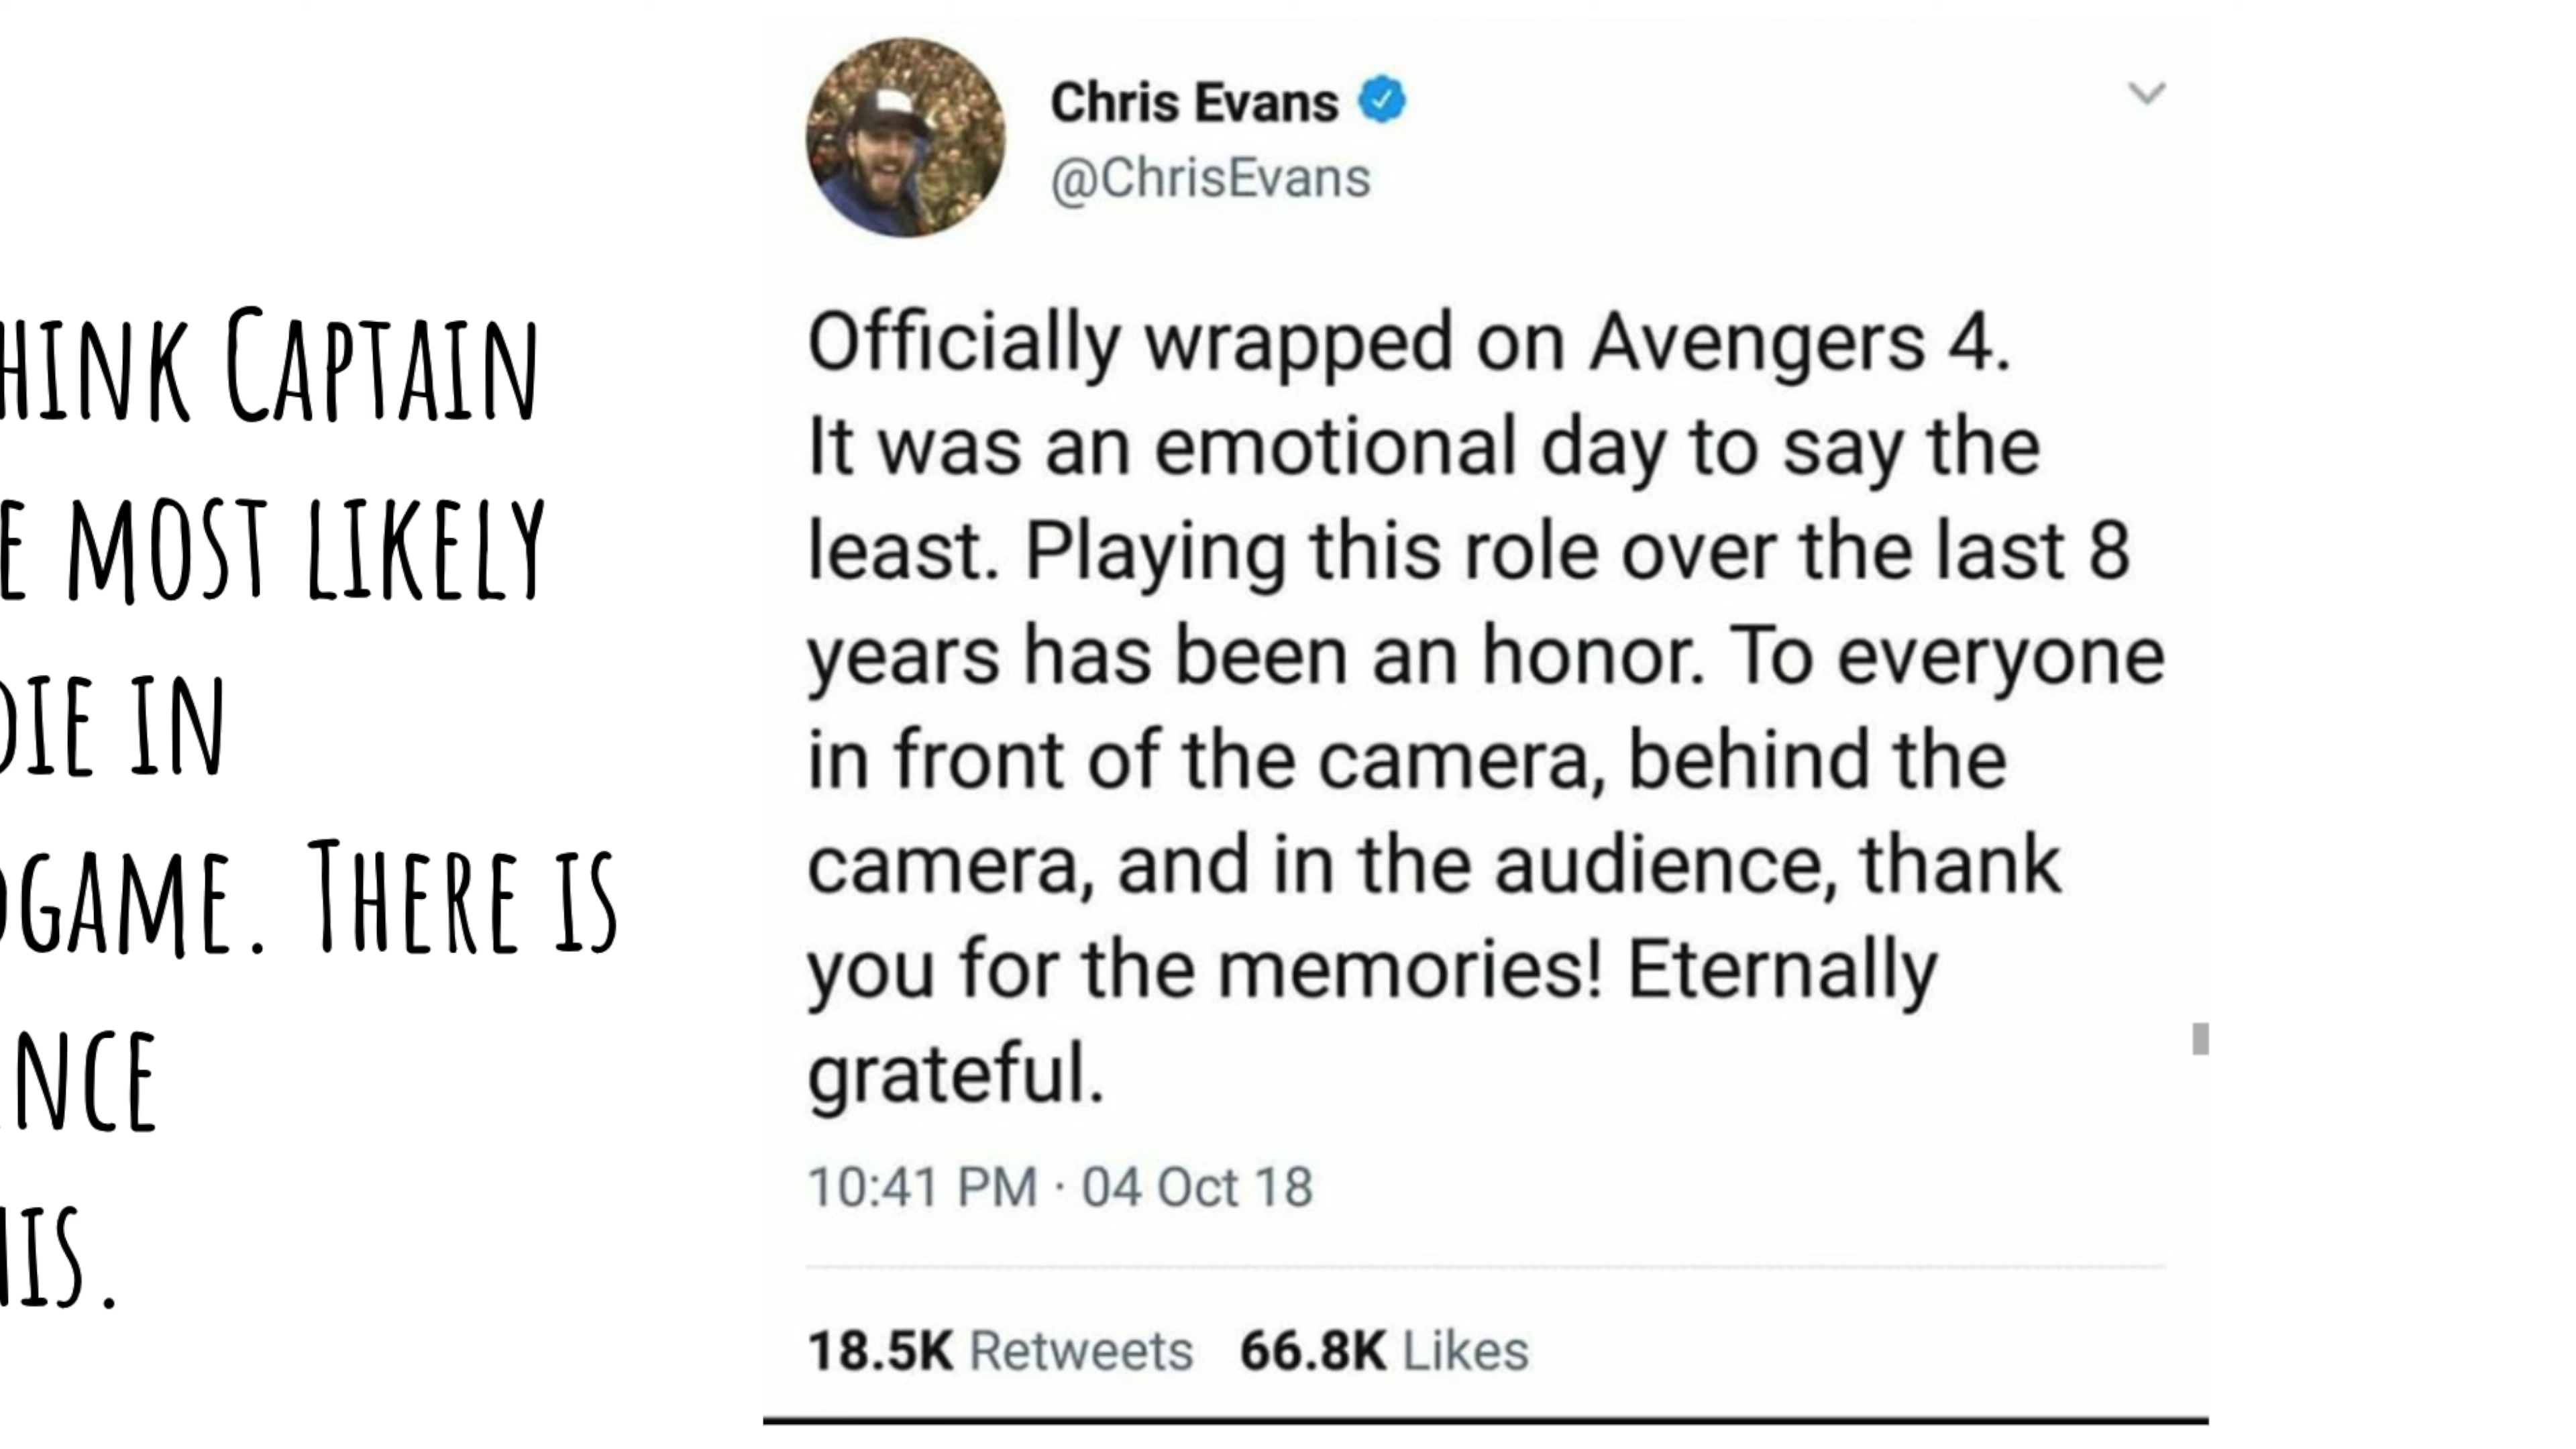 HINK CAPTAIN
E MOST LIKELY
DIE IN
DGAME. THERE IS
NCE
HIS.
Chris Evans
@ChrisEvans
Officially wrapped on Avengers 4.
It was an emotional day to say the
least. Playing this role over the last 8
years has been an honor. To everyone
in front of the camera, behind the
camera, and in the audience, thank
you for the memories! Eternally
grateful.
10:41 PM · 04 Oct 18
18.5K Retweets 66.8K Likes